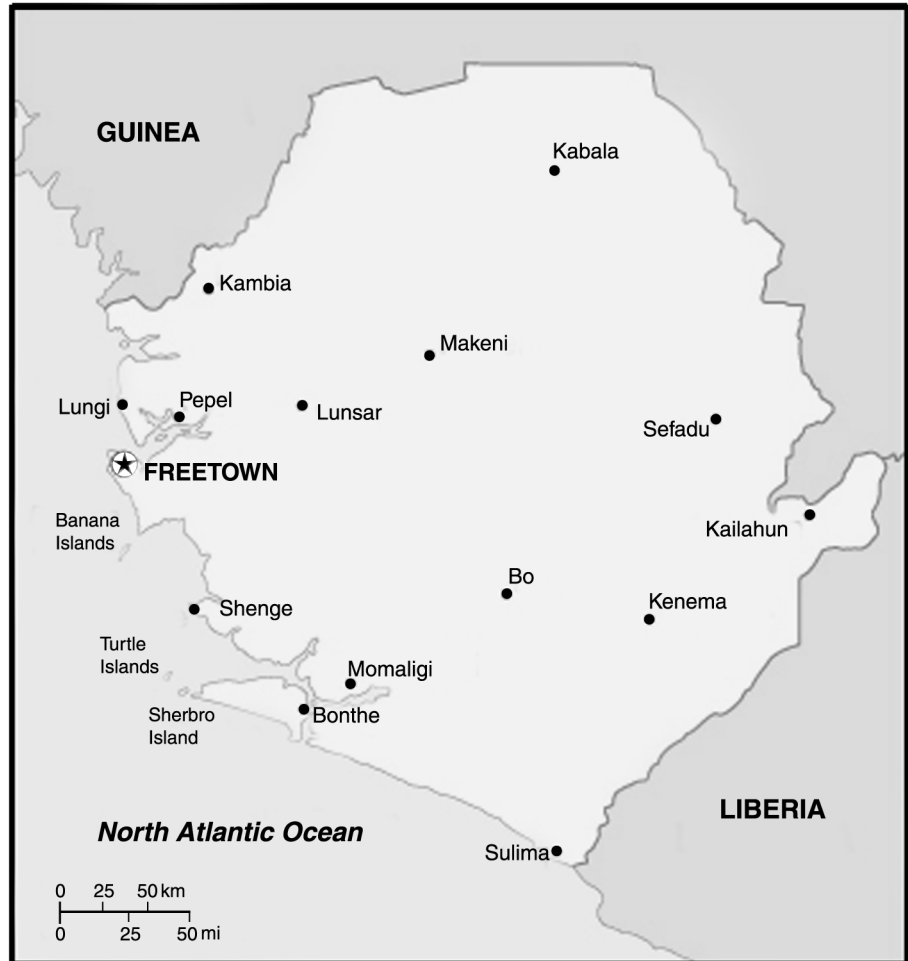 GUINEA
Kabala
Kambia
Makeni
Lungi
Pepel
Lunsar
Sefadu
FREETOWN
Banana
Islands
Kailahun
Bo
Kenema
Shenge
Turtle
Islands
Momaligi
Sherbro
Island
Bonthe
LIBERIA
North Atlantic Ocean
Sulima
0 25 50 km
0 25 50 mi